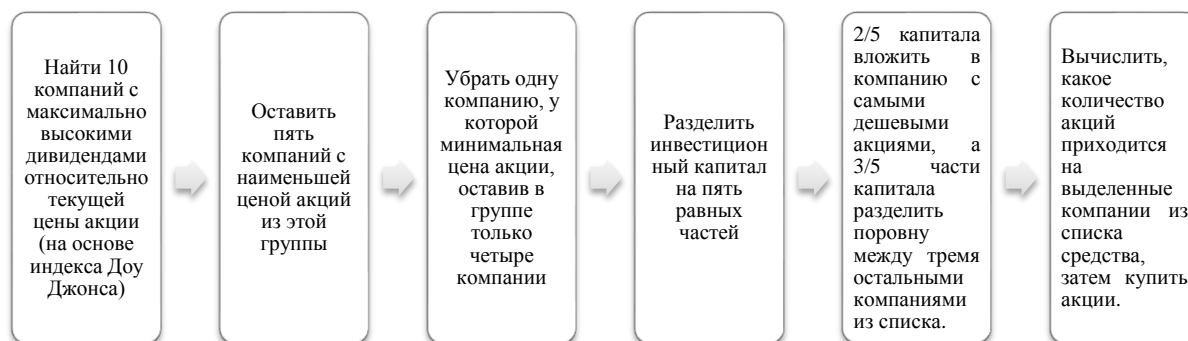 Найти 10
компаний с
максимально
высокими
дивидендами
относительно
текущей
цены акции
(на основе
индекса Доу
Джонса)
Оставить
пять
компаний с
наименьшей
ценой акций
из этой
группы
Убрать одну
компанию, у
которой
минимальная
цена акции,
оставив в
группе
только
четыре
компании
Разделить
инвестицион
ный капитал
на пять
равных
частей
2/5 капитала
вложить в
компанию с
самыми
дешевыми
акциями, а
3/5 части
капитала
разделить
поровну
между тремя
остальными
компаниями
из списка.
Вычислить,
какое
количество
акций
приходится
на
выделенные
компании из
списка
средства,
затем купить
акции.